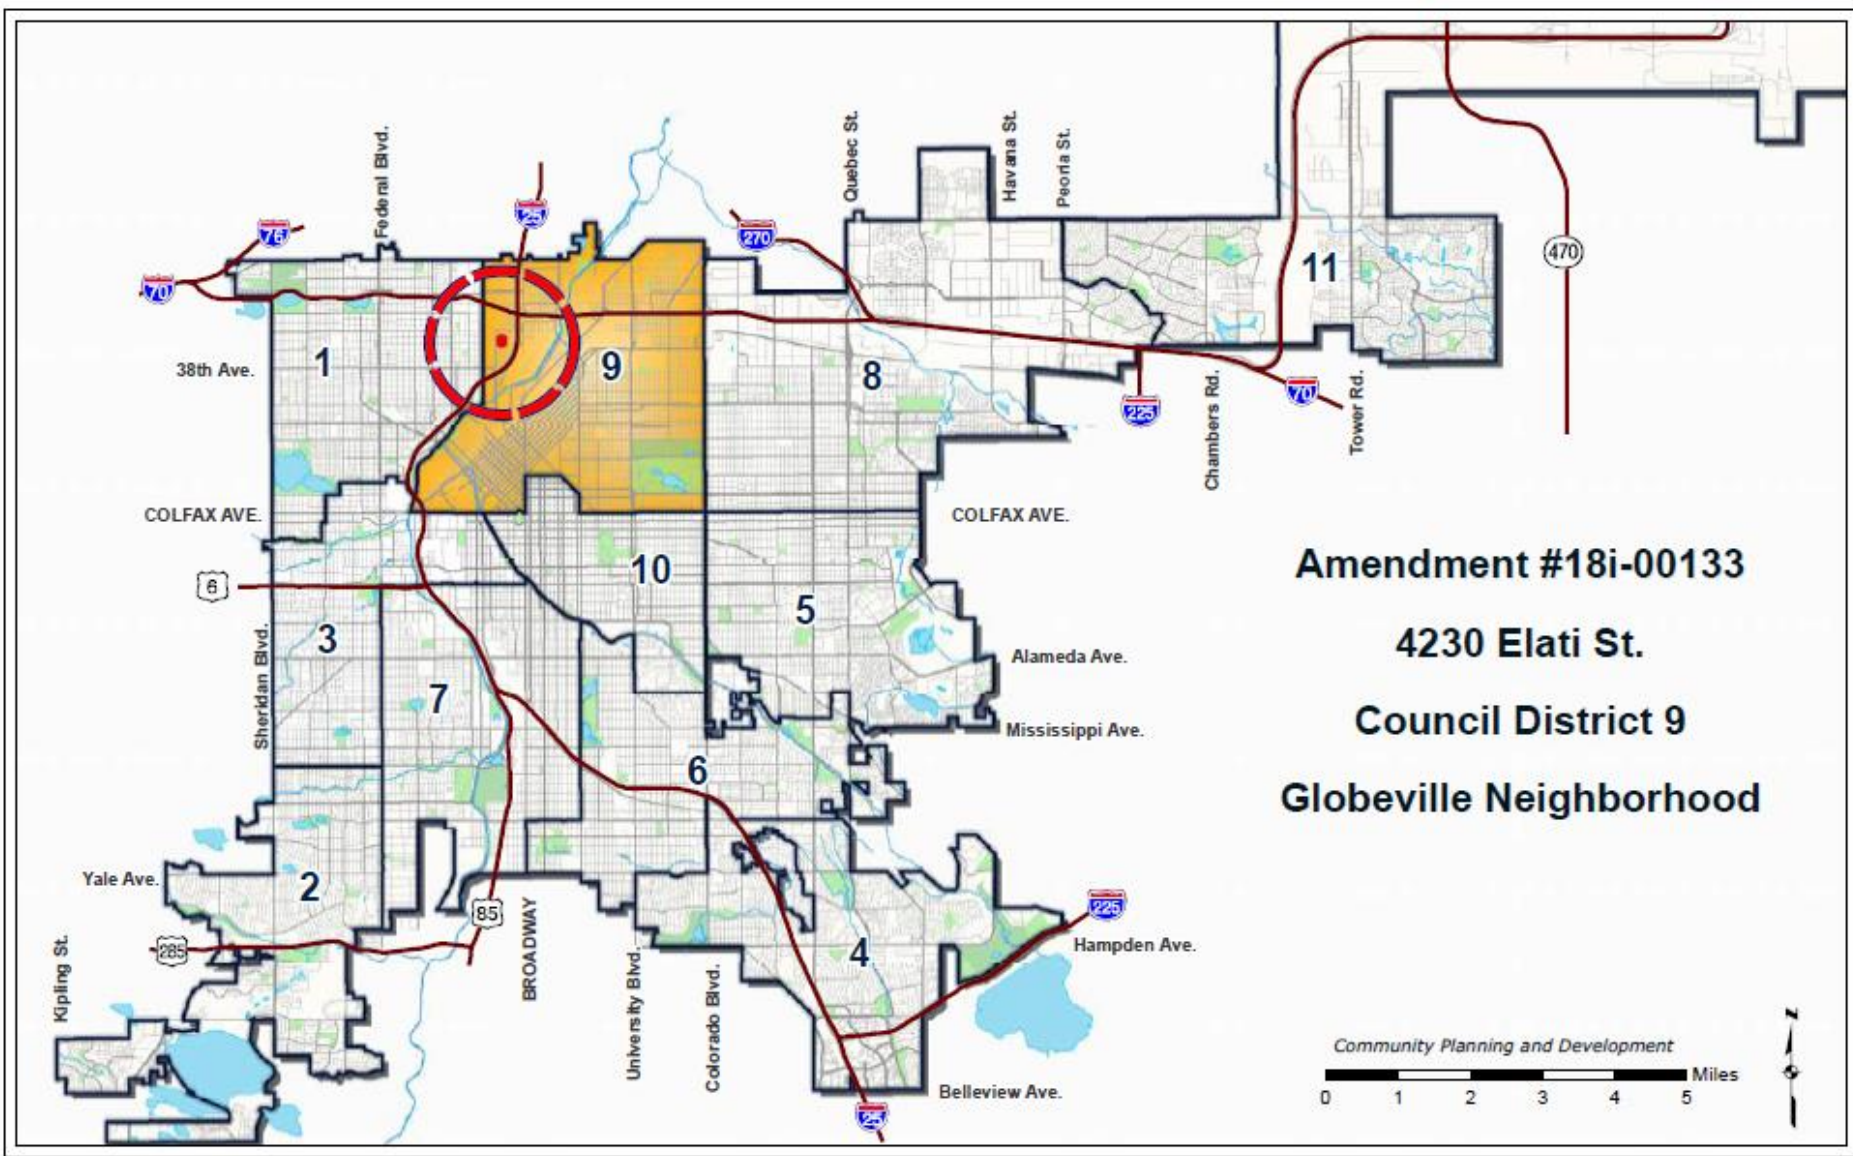 Federal Blvd.
Quebec St.
Havana St.
Peoria St.
76
25
270
70
470
11
1
9
8
38th Ave.
225
70
Chambers Rd.
Tower Rd.
COLFAX AVE.
COLFAX AVE.
6
10
5
3
7
6
Sheridan Blvd.
Alameda Ave.
Mississippi Ave.
Amendment #18i-00133
4230 Elati St.
Council District 9
Globeville Neighborhood
Yale Ave.
2
85
285
4
225
Hampden Ave.
Kipling St.
BROADWAY
University Blvd.
Colorado Blvd.
Belleview Ave.
25
Community Planning and Development
Miles
0 1 2 3 4 5
Z